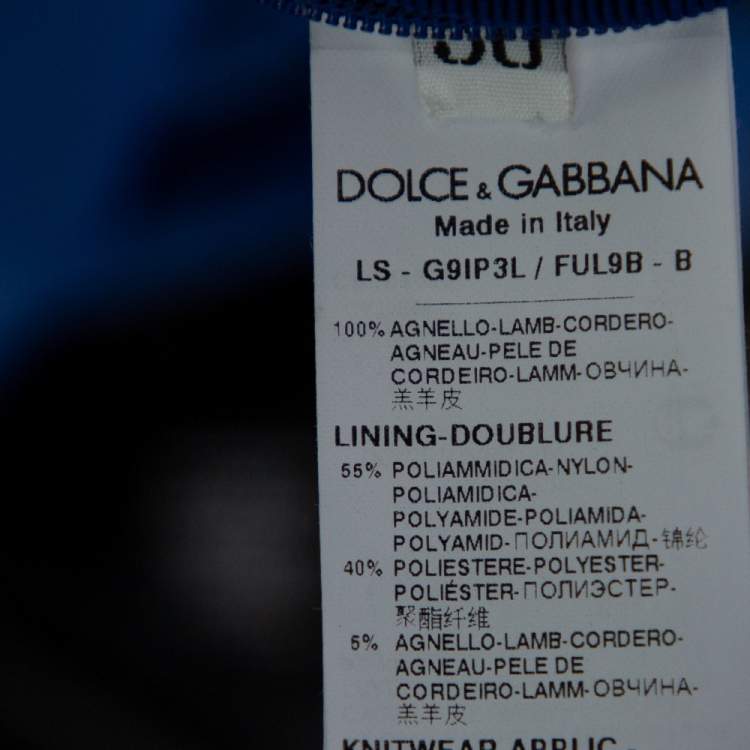 DOLCE & GABBANA
Made in Italy
LS - G9IP3L / FUL9B - B
100% AGNELLO-LAMB-CORDERO-
AGNEAU-PELE DE
CORDEIRO-LAMM-ОВЧИНА-
羔羊皮
LINING-DOUBLURE
55% POLIAMMIDICA-NYLON-
POLIAMIDICA-
POLYAMIDE-POLIAMIDA-
POLYAMID-ПОЛИАМИД-锦纶
40% POLIESTERE-POLYESTER-
POLIÉSTER-ПОЛИЭСТЕР-
聚酯纤维
5% AGNELLO-LAMB-CORDERO-
AGNEAU-PELE DE
CORDEIRO-LAMM-ОВЧИНА-
羔羊皮
KNITWEAR APPLIC.-